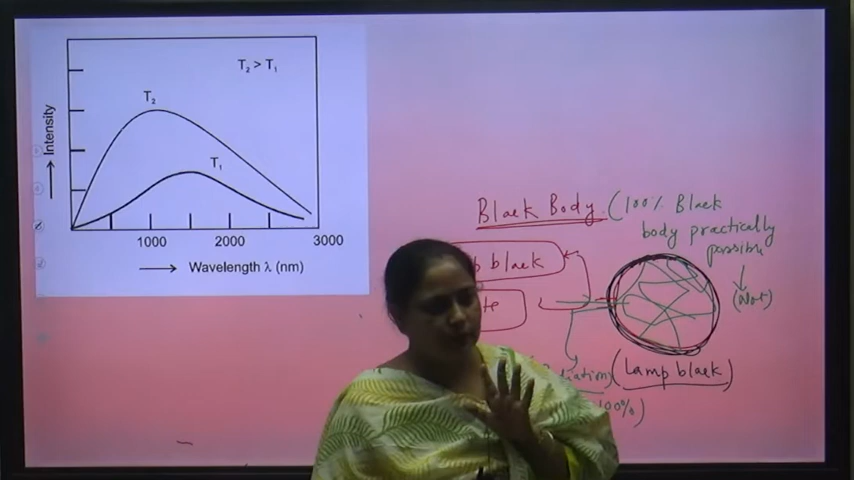 T₂ > T₁
T₂
T₁
Intensity
1000 2000 3000
Wavelength λ (nm)
Black Body (100% Black
body practically
possible
(Not)
black
(Lamp black)
100%)